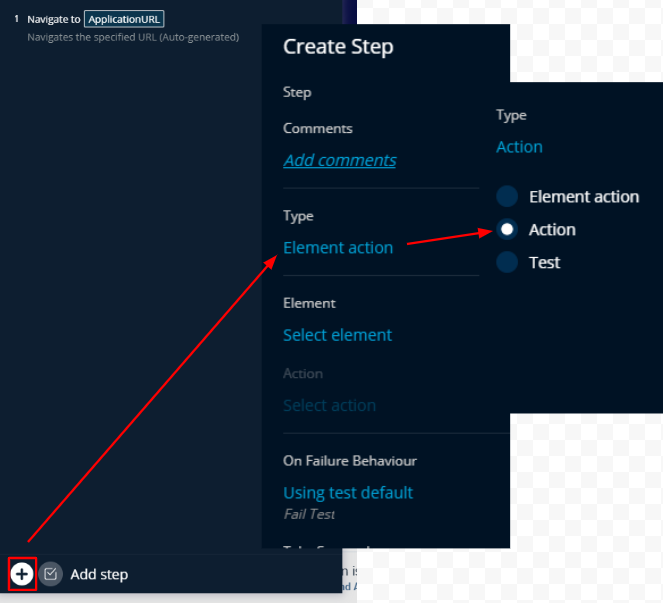 1 Navigate to ApplicationURL
Navigates the specified URL (Auto-generated)
Create Step
Step
Comments
Add comments
Type
Element action
Element
Select element
Action
Select action
On Failure Behaviour
Using test default
Fail Test
Type
Action
Element action
Action
Test
Add step